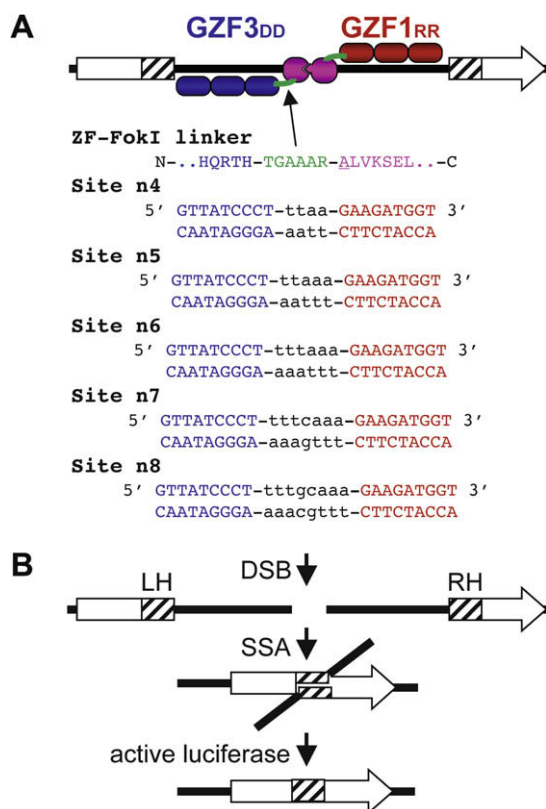 A
GZF3DD GZF1RR
ZF-FokI linker
N-..HQRTH-TGAAAR-ALVKSEL..-C
Site n4
5’ GTTATCCCT-ttaa-GAAGATGGT 3’
CAATAGGGA-aatt-CTTCTACCA
Site n5
5’ GTTATCCCT-ttaaa-GAAGATGGT 3’
CAATAGGGA-aattt-CTTCTACCA
Site n6
5’ GTTATCCCT-tttaaa-GAAGATGGT 3’
CAATAGGGA-aaattt-CTTCTACCA
Site n7
5’ GTTATCCCT-tttcaaa-GAAGATGGT 3’
CAATAGGGA-aaagttt-CTTCTACCA
Site n8
5’ GTTATCCCT-tttgcaaa-GAAGATGGT 3’
CAATAGGGA-aaacgttt-CTTCTACCA
B
LH DSB RH
SSA
active luciferase